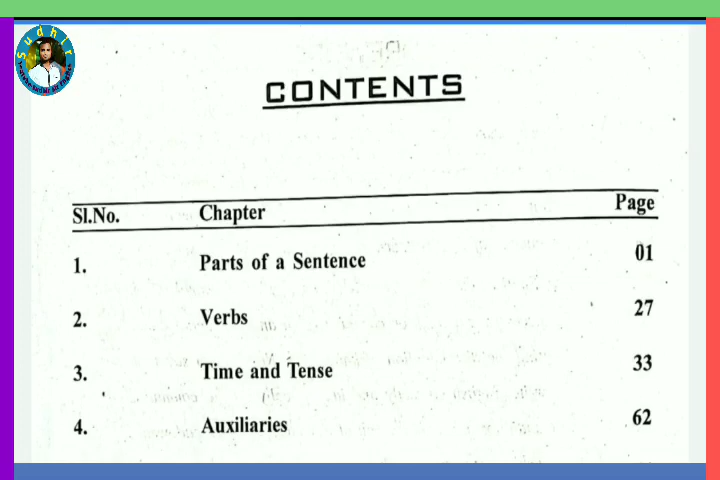 Sudhir
CONTENTS
Sl.No. Chapter Page
1. Parts of a Sentence 01
2. Verbs 27
3. Time and Tense 33
4. Auxiliaries 62